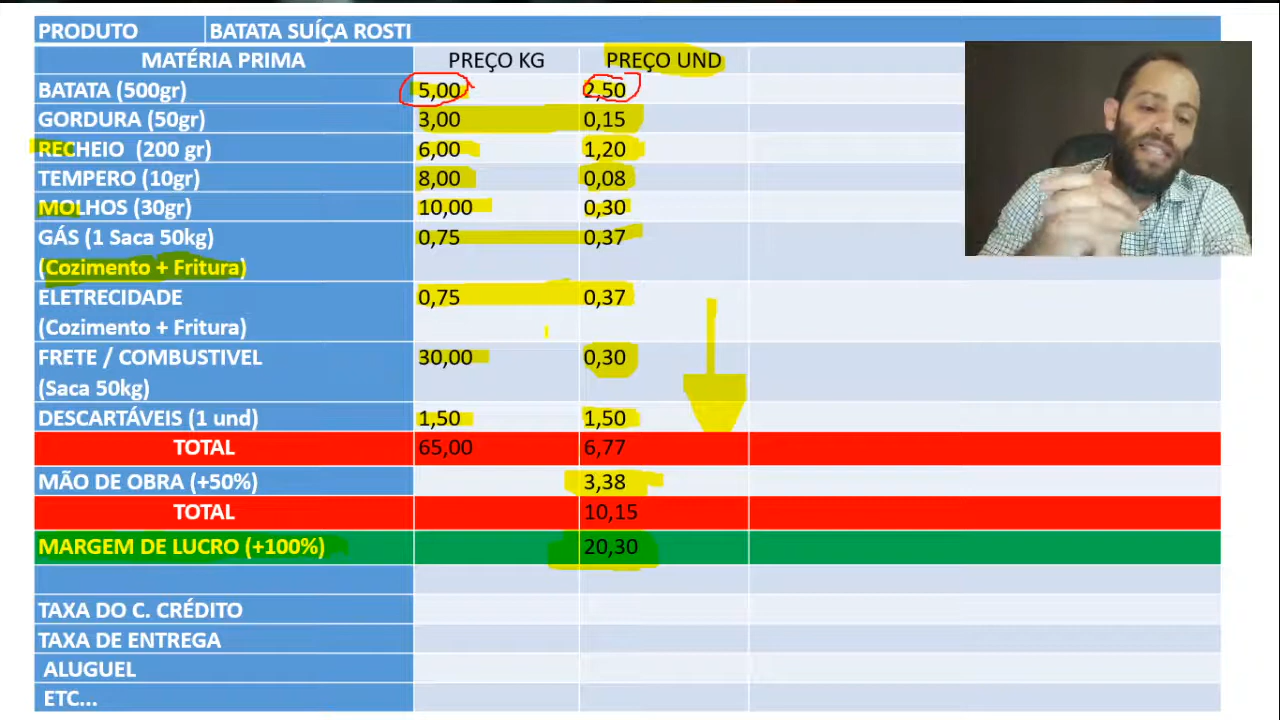 PRODUTO BATATA SUÍÇA ROSTI
MATÉRIA PRIMA PREÇO KG PREÇO UND
BATATA (500gr) 5,00 2,50
GORDURA (50gr) 3,00 0,15
RECHEIO (200 gr) 6,00 1,20
TEMPERO (10gr) 8,00 0,08
MOLHOS (30gr) 10,00 0,30
GÁS (1 Saca 50kg) 0,75 0,37
(Cozimento + Fritura)
ELETRECIDADE 0,75 0,37
(Cozimento + Fritura)
FRETE / COMBUSTIVEL 30,00 0,30
(Saca 50kg)
DESCARTÁVEIS (1 und) 1,50 1,50
TOTAL 65,00 6,77
MÃO DE OBRA (+50%) 3,38
TOTAL 10,15
MARGEM DE LUCRO (+100%) 20,30
TAXA DO C. CRÉDITO
TAXA DE ENTREGA
ALUGUEL
ETC...